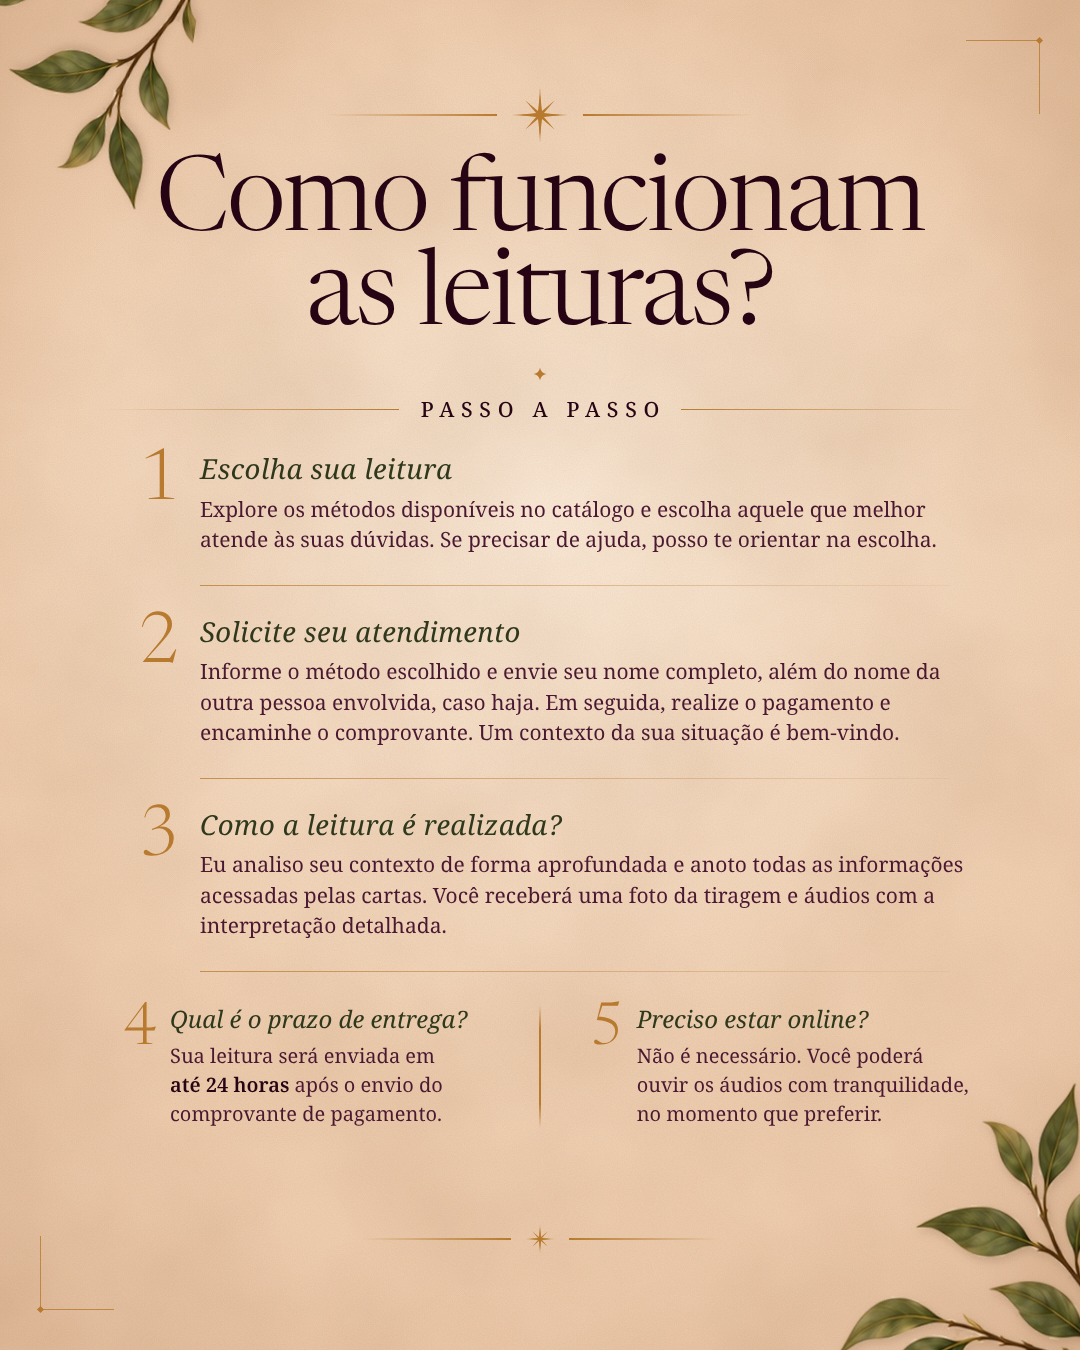 Como funcionam
as leituras?
PASSO A PASSO
1
Escolha sua leitura
Explore os métodos disponíveis no catálogo e escolha aquele que melhor
atende às suas dúvidas. Se precisar de ajuda, posso te orientar na escolha.
2
Solicite seu atendimento
Informe o método escolhido e envie seu nome completo, além do nome da
outra pessoa envolvida, caso haja. Em seguida, realize o pagamento e
encaminhe o comprovante. Um contexto da sua situação é bem-vindo.
3
Como a leitura é realizada?
Eu analiso seu contexto de forma aprofundada e anoto todas as informações
acessadas pelas cartas. Você receberá uma foto da tiragem e áudios com a
interpretação detalhada.
4
Qual é o prazo de entrega?
Sua leitura será enviada em
até 24 horas após o envio do
comprovante de pagamento.
5
Preciso estar online?
Não é necessário. Você poderá
ouvir os áudios com tranquilidade,
no momento que preferir.